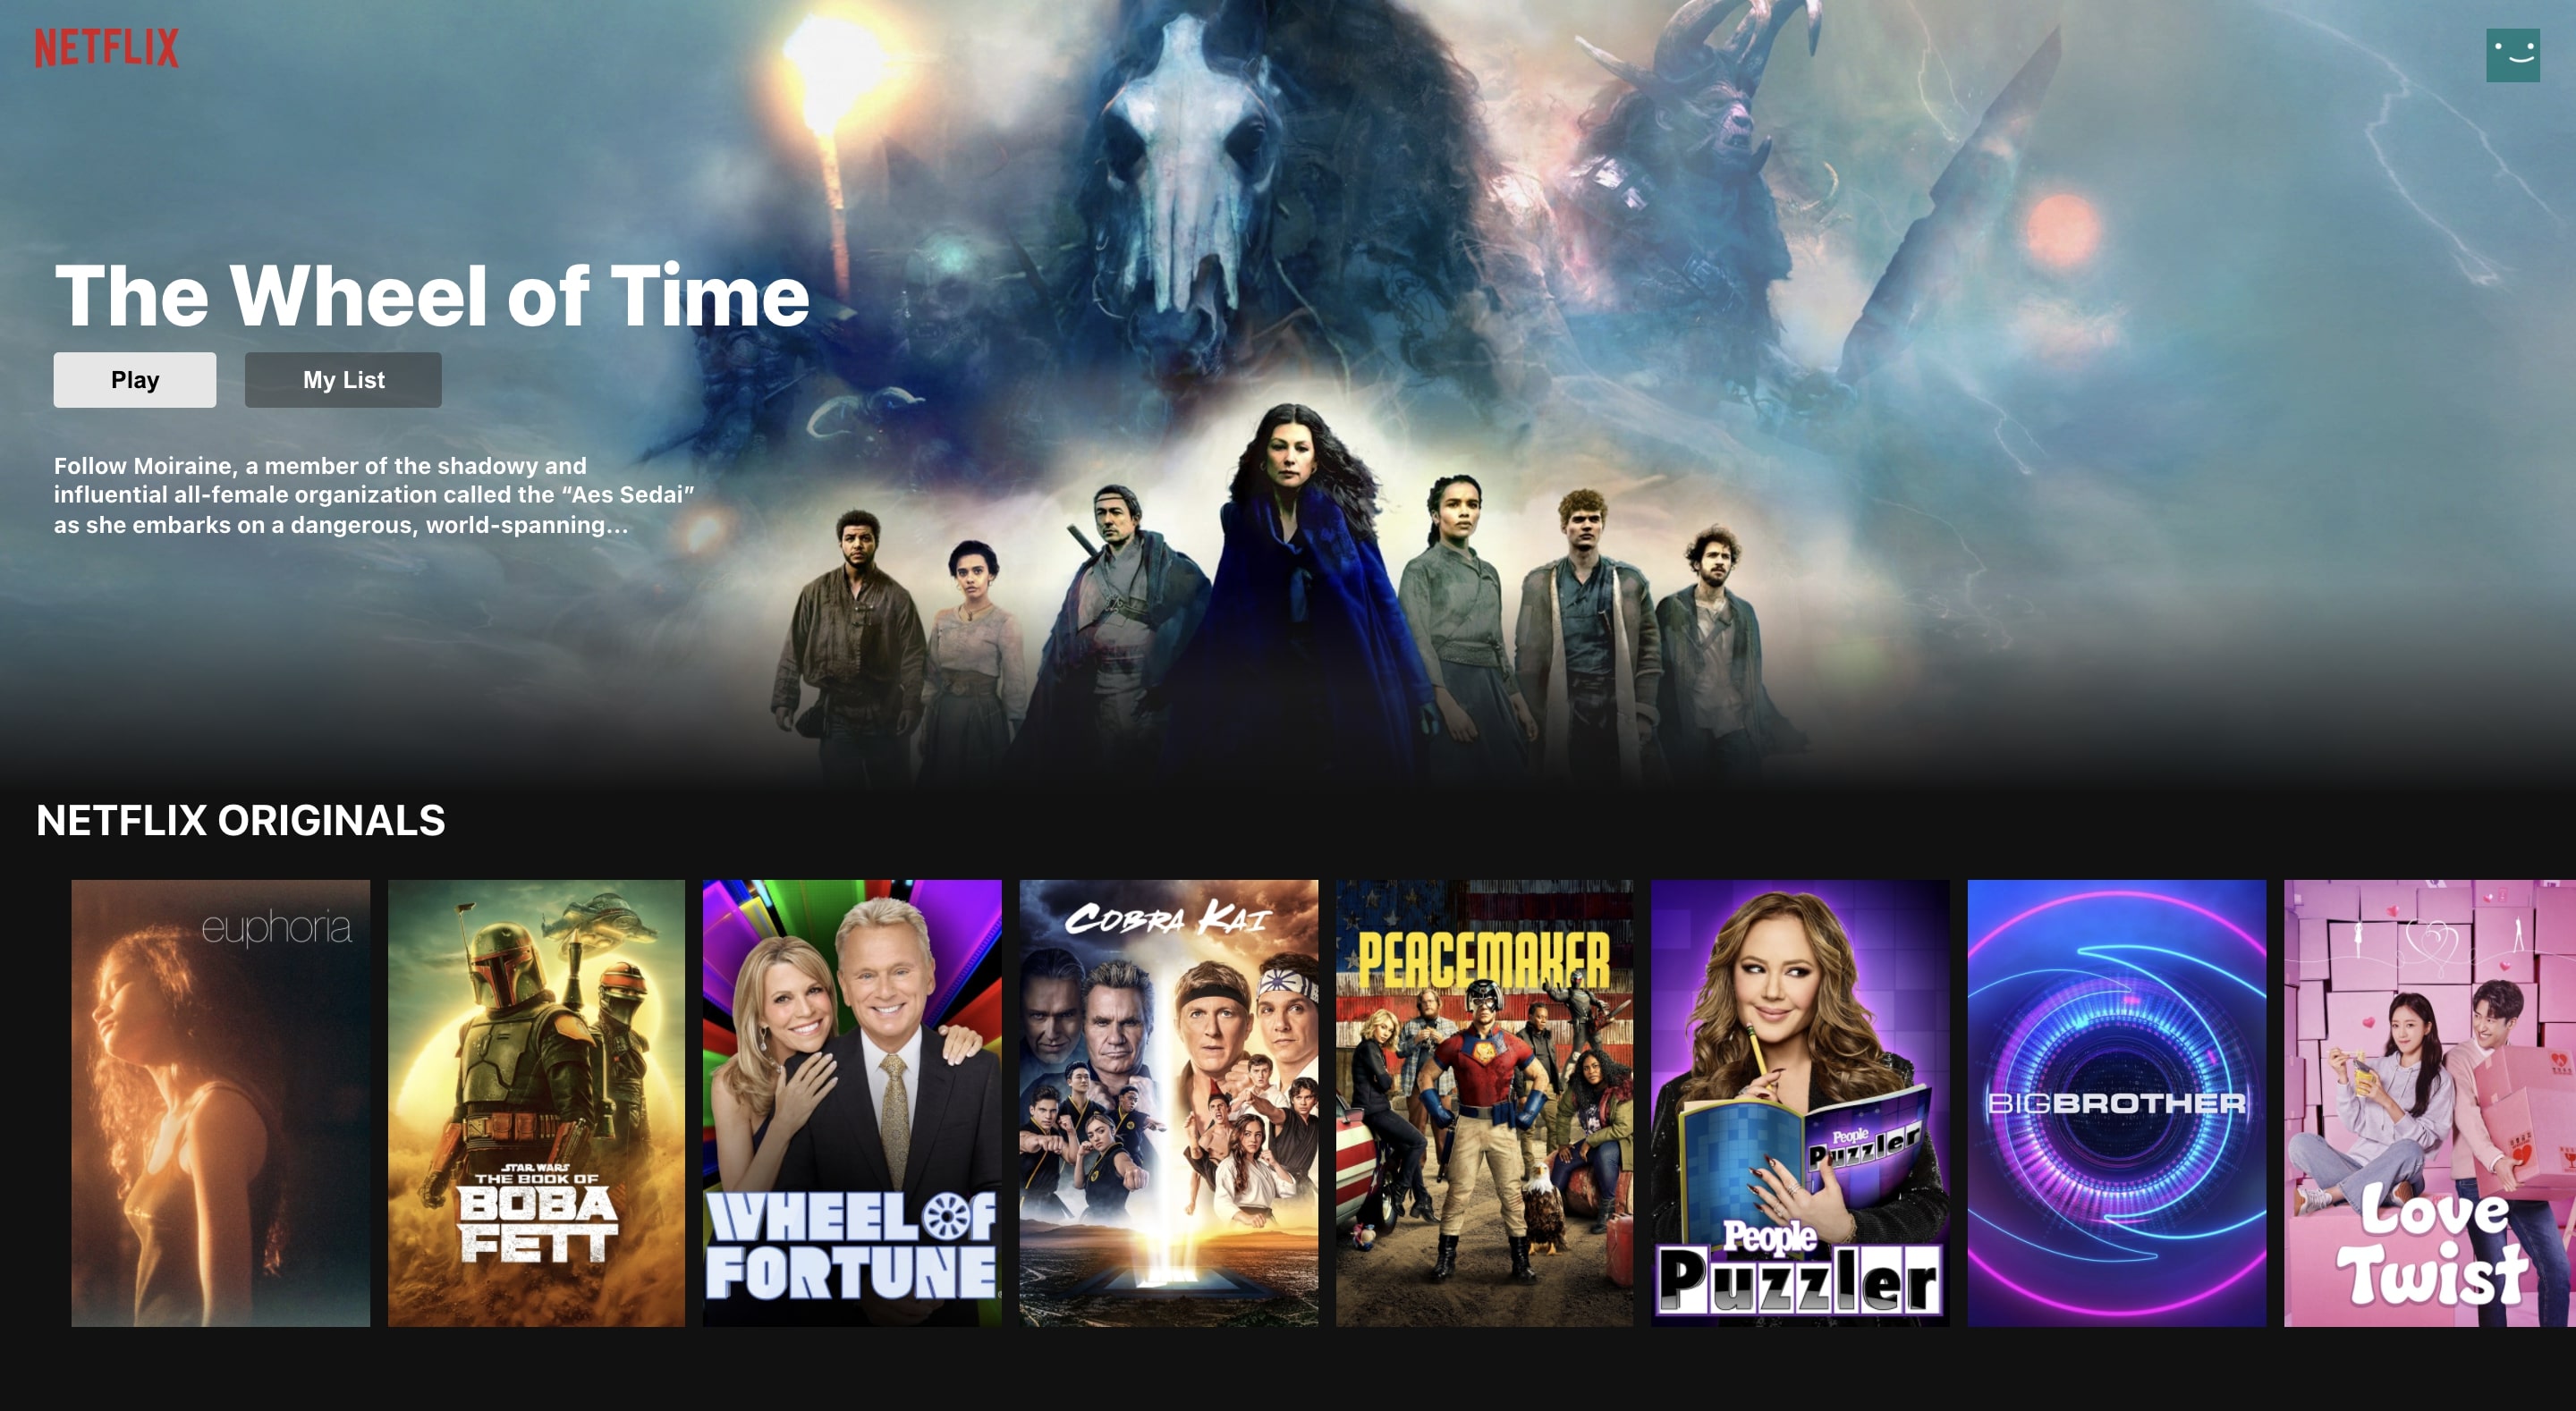 NETFLIX
The Wheel of Time
Play
My List
Follow Moiraine, a member of the shadowy and
influential all-female organization called the “Aes Sedai”
as she embarks on a dangerous, world-spanning...
NETFLIX ORIGINALS
euphoria
STAR WARS
THE BOOK OF
BOBA
FETT
WHEEL OF
FORTUNE
COBRA KAI
PEACEMAKER
People
Puzzler
People
Puzzler
BIGBROTHER
Love
Twist